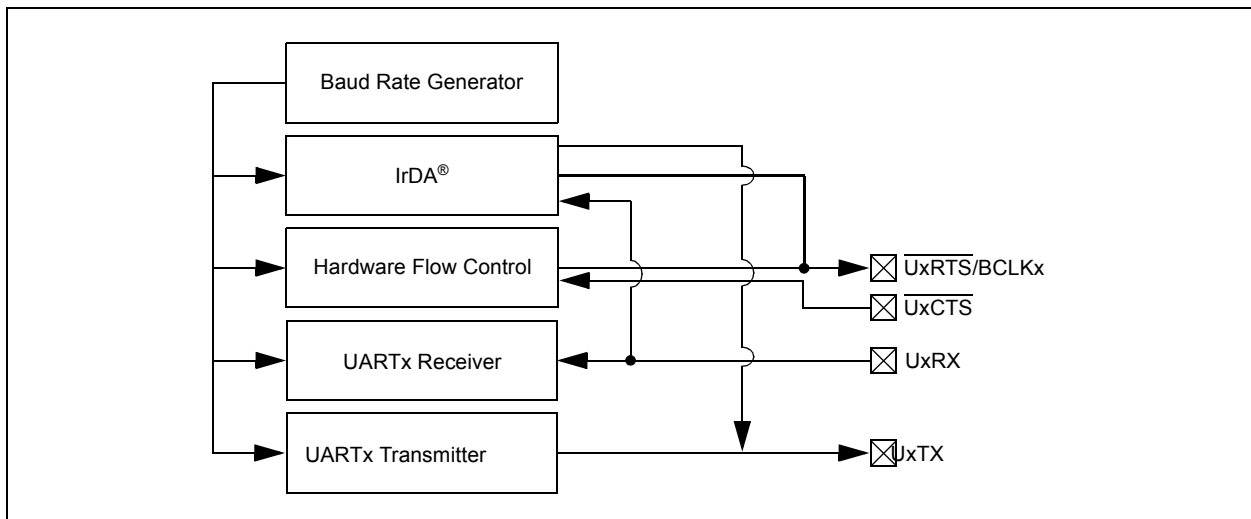 Baud Rate Generator
IrDA®
Hardware Flow Control
UxRTS/BCLKx
UxCTS
UARTx Receiver
UxRX
UARTx Transmitter
UxTX